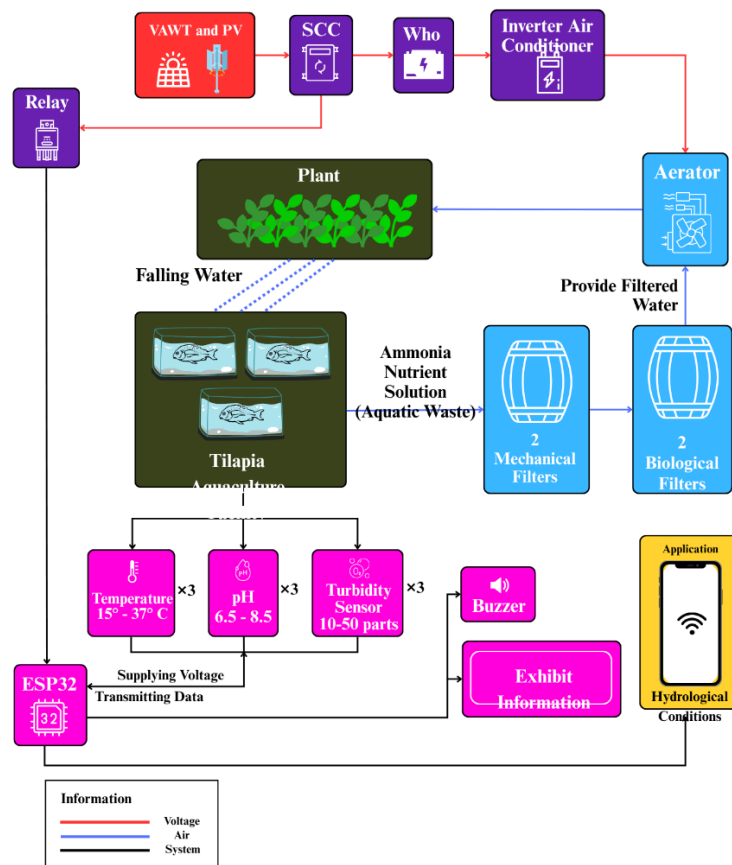 VAWT and PV
SCC
Who
Inverter Air
Conditioner
Relay
Plant
Aerator
Falling Water
Provide Filtered
Water
Ammonia
Nutrient
Solution
(Aquatic Waste)
2
Mechanical
Filters
2
Biological
Filters
Tilapia
Aquaculture
Temperature
15° - 37° C
×3
pH
pH
6.5 - 8.5
×3
O₂
Turbidity
Sensor
10-50 parts
×3
Buzzer
Application
Supplying Voltage
Transmitting Data
ESP32
32
Exhibit
Information
Hydrological
Conditions
Information
Voltage
Air
System